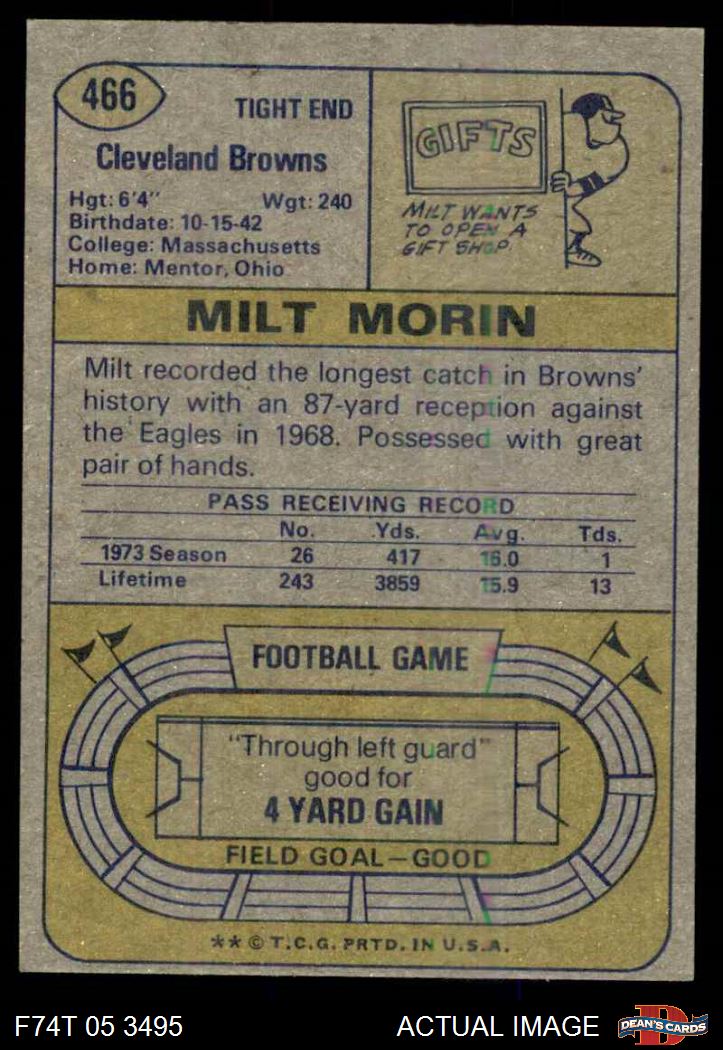 466
TIGHT END
Cleveland Browns
Hgt: 6'4" Wgt: 240
Birthdate: 10-15-42
College: Massachusetts
Home: Mentor, Ohio
GIFTS
MILT WANTS
TO OPEN A
GIFT SHOP.
MILT MORIN
Milt recorded the longest catch in Browns'
history with an 87-yard reception against
the Eagles in 1968. Possessed with great
pair of hands.
PASS RECEIVING RECORD
No. Yds. Avg. Tds.
1973 Season 26 417 16.0 1
Lifetime 243 3859 15.9 13
FOOTBALL GAME
"Through left guard"
good for
4 YARD GAIN
FIELD GOAL—GOOD
** © T.C.G. PRTD. IN U.S.A.
F74T 05 3495 ACTUAL IMAGE
D
DEAN'S CARDS